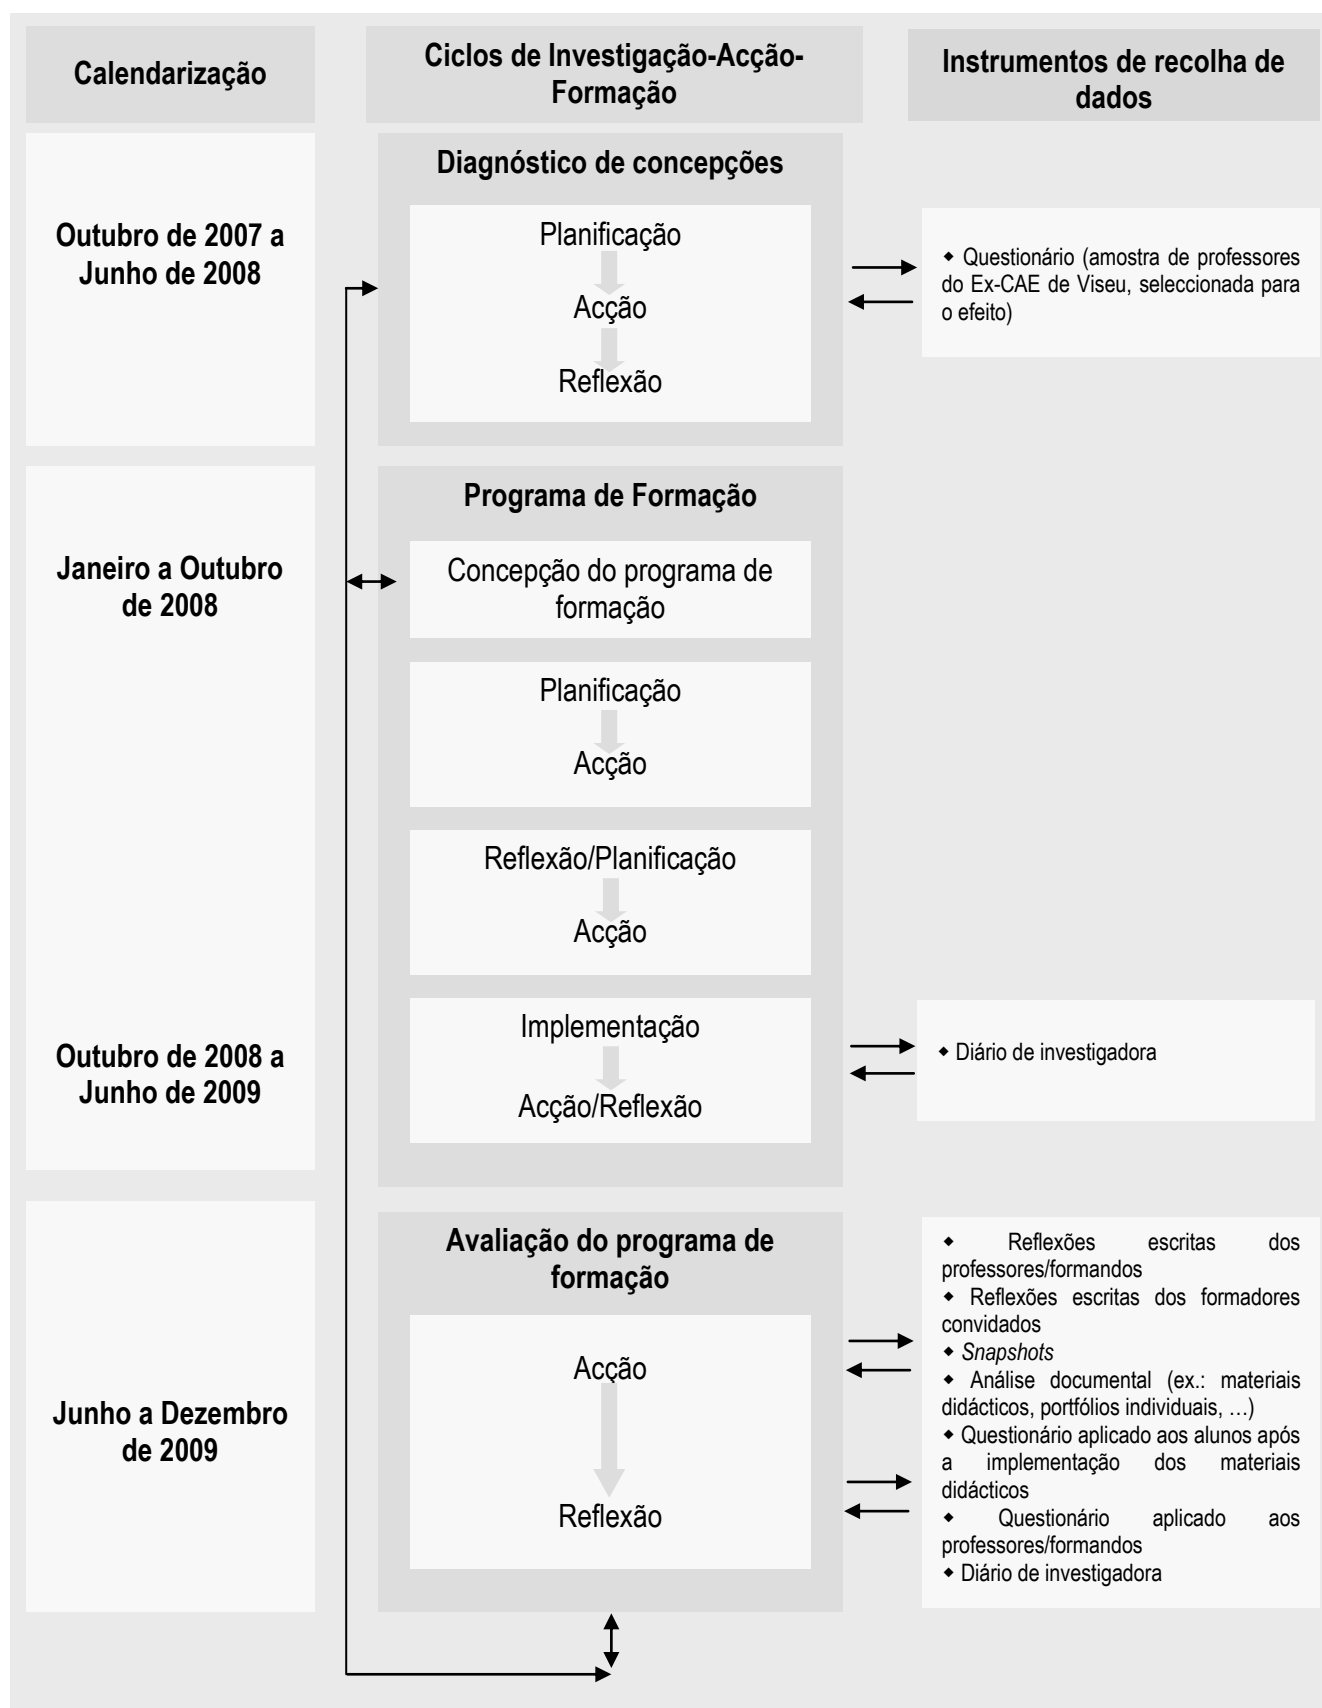 Calendarização
Ciclos de Investigação-Acção-
Formação
Instrumentos de recolha de
dados
Outubro de 2007 a
Junho de 2008
Diagnóstico de concepções
Planificação
Acção
Reflexão
◆ Questionário (amostra de professores
do Ex-CAE de Viseu, seleccionada para
o efeito)
Janeiro a Outubro
de 2008
Programa de Formação
Concepção do programa de
formação
Planificação
Acção
Reflexão/Planificação
Acção
Outubro de 2008 a
Junho de 2009
Implementação
Acção/Reflexão
◆ Diário de investigadora
Junho a Dezembro
de 2009
Avaliação do programa de
formação
Acção
Reflexão
◆ Reflexões escritas dos
professores/formandos
◆ Reflexões escritas dos formadores
convidados
◆ Snapshots
◆ Análise documental (ex.: materiais
didácticos, portfólios individuais, …)
◆ Questionário aplicado aos alunos após
a implementação dos materiais
didácticos
◆ Questionário aplicado aos
professores/formandos
◆ Diário de investigadora